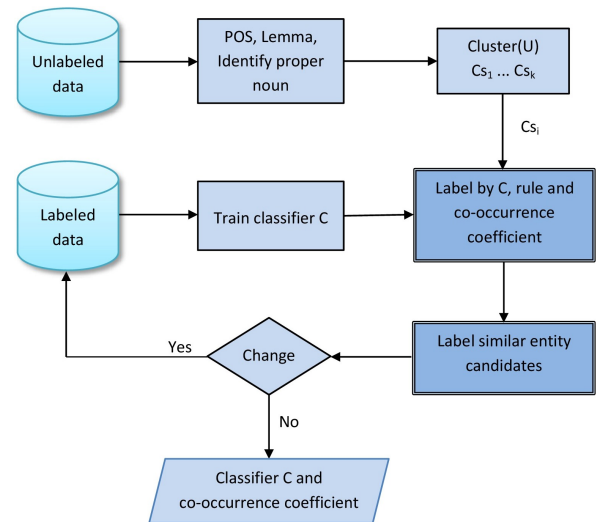 Unlabeled
data
POS, Lemma,
Identify proper
noun
Cluster(U)
Cs₁ ... Csₖ
Csᵢ
Labeled
data
Train classifier C
Label by C, rule and
co-occurrence
coefficient
Yes
Change
Label similar entity
candidates
No
Classifier C and
co-occurrence coefficient